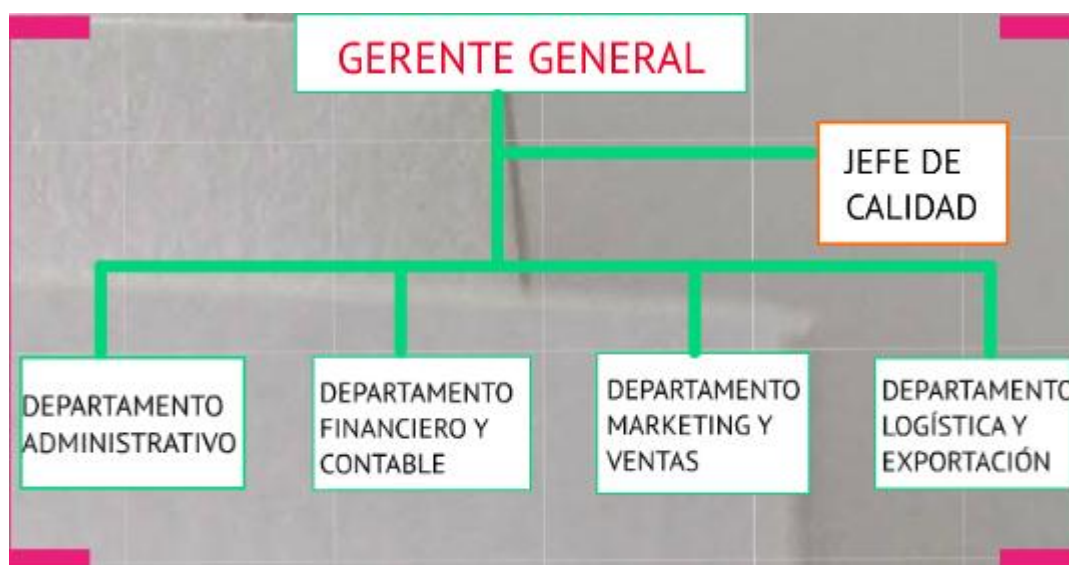 GERENTE GENERAL
JEFE DE
CALIDAD
DEPARTAMENTO
ADMINISTRATIVO
DEPARTAMENTO
FINANCIERO Y
CONTABLE
DEPARTAMENTO
MARKETING Y
VENTAS
DEPARTAMENTO
LOGÍSTICA Y
EXPORTACIÓN